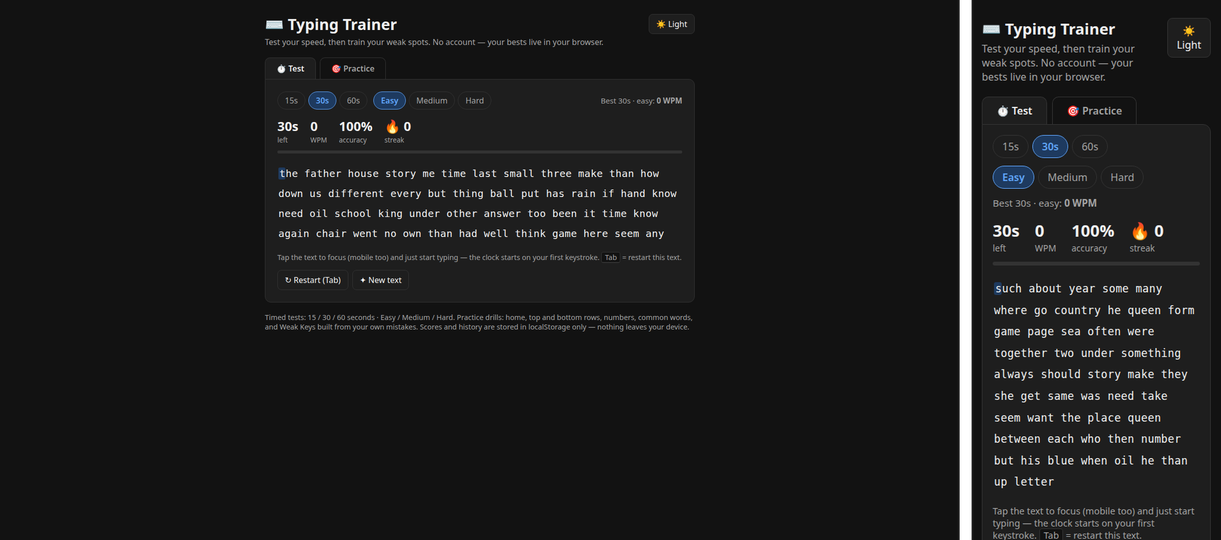 ⌨️ Typing Trainer
☀️ Light
Test your speed, then train your weak spots. No account — your bests live in your browser.
⏱️ Test
🎯 Practice
15s
30s
60s
Easy
Medium
Hard
Best 30s · easy: 0 WPM
30s
left
0
WPM
100%
accuracy
🔥 0
streak
the father house story me time last small three make than how
down us different every but thing ball put has rain if hand know
need oil school king under other answer too been it time know
again chair went no own than had well think game here seem any
Tap the text to focus (mobile too) and just start typing — the clock starts on your first keystroke. Tab = restart this text.
↻ Restart (Tab)
✦ New text
Timed tests: 15 / 30 / 60 seconds · Easy / Medium / Hard. Practice drills: home, top and bottom rows, numbers, common words,
and Weak Keys built from your own mistakes. Scores and history are stored in localStorage only — nothing leaves your device.
⌨️ Typing Trainer
☀️
Light
Test your speed, then train your
weak spots. No account — your
bests live in your browser.
⏱️ Test
🎯 Practice
15s
30s
60s
Easy
Medium
Hard
Best 30s · easy: 0 WPM
30s
left
0
WPM
100%
accuracy
🔥 0
streak
such about year some many
where go country he queen form
game page sea often were
together two under something
always should story make they
she get same was need take
seem want the place queen
between each who then number
but his blue when oil he than
up letter
Tap the text to focus (mobile too) and just start
typing — the clock starts on your first
keystroke. Tab = restart this text.